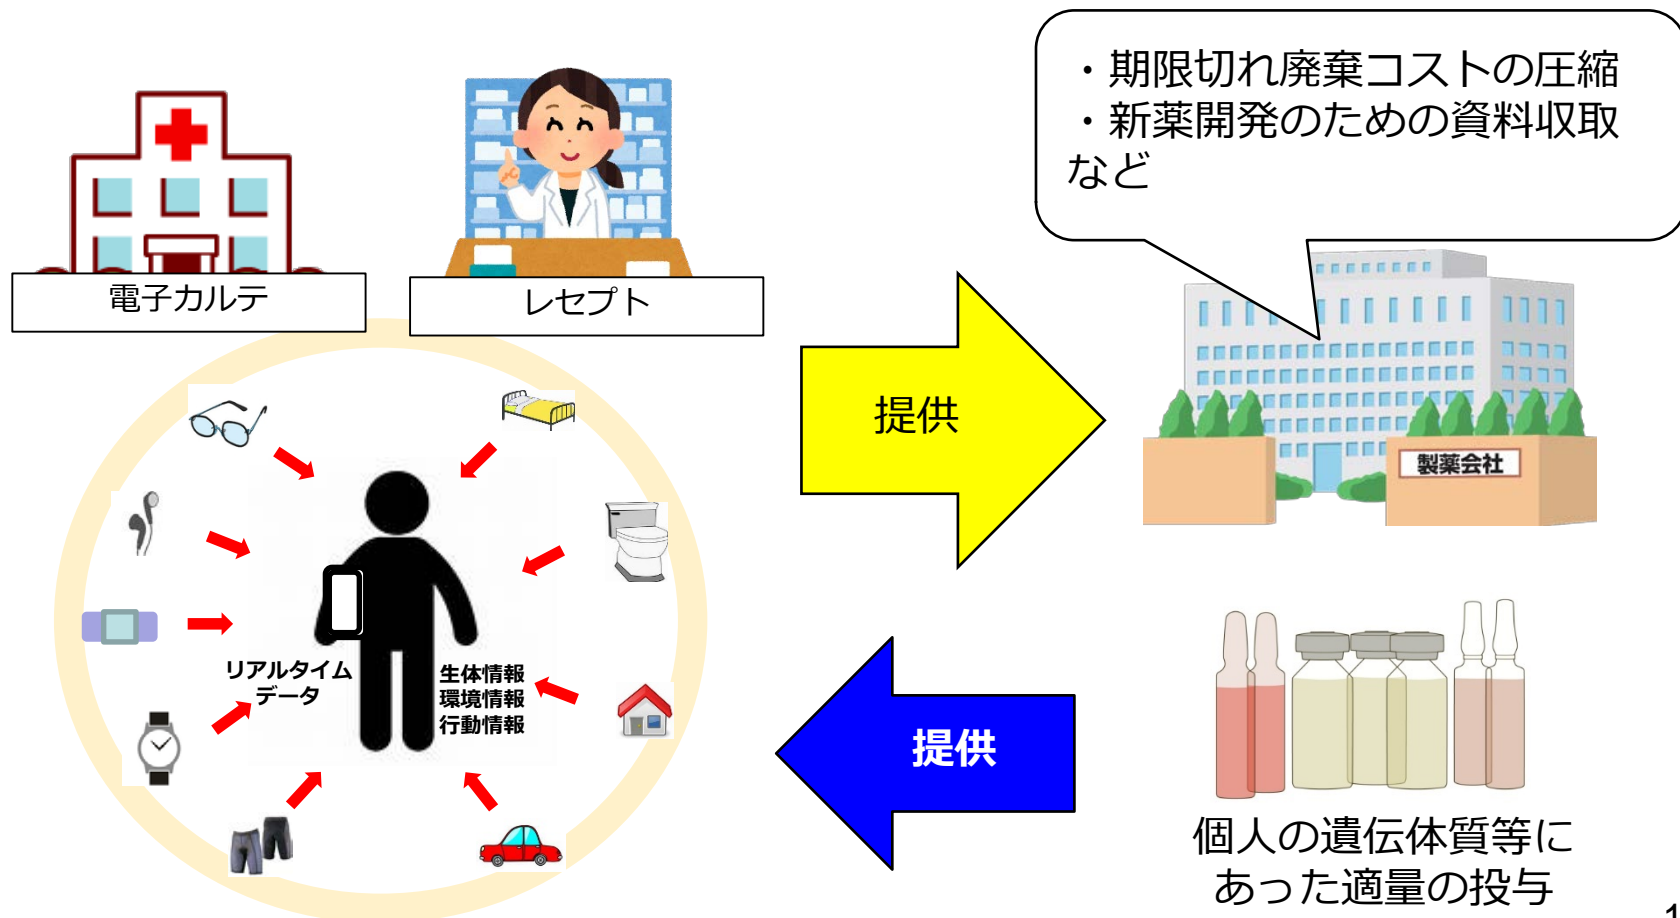 ・期限切れ廃棄コストの圧縮
・新薬開発のための資料収取
など
電子カルテ
レセプト
提供
製薬会社
リアルタイム
データ
生体情報
環境情報
行動情報
提供
個人の遺伝体質等に
あった適量の投与